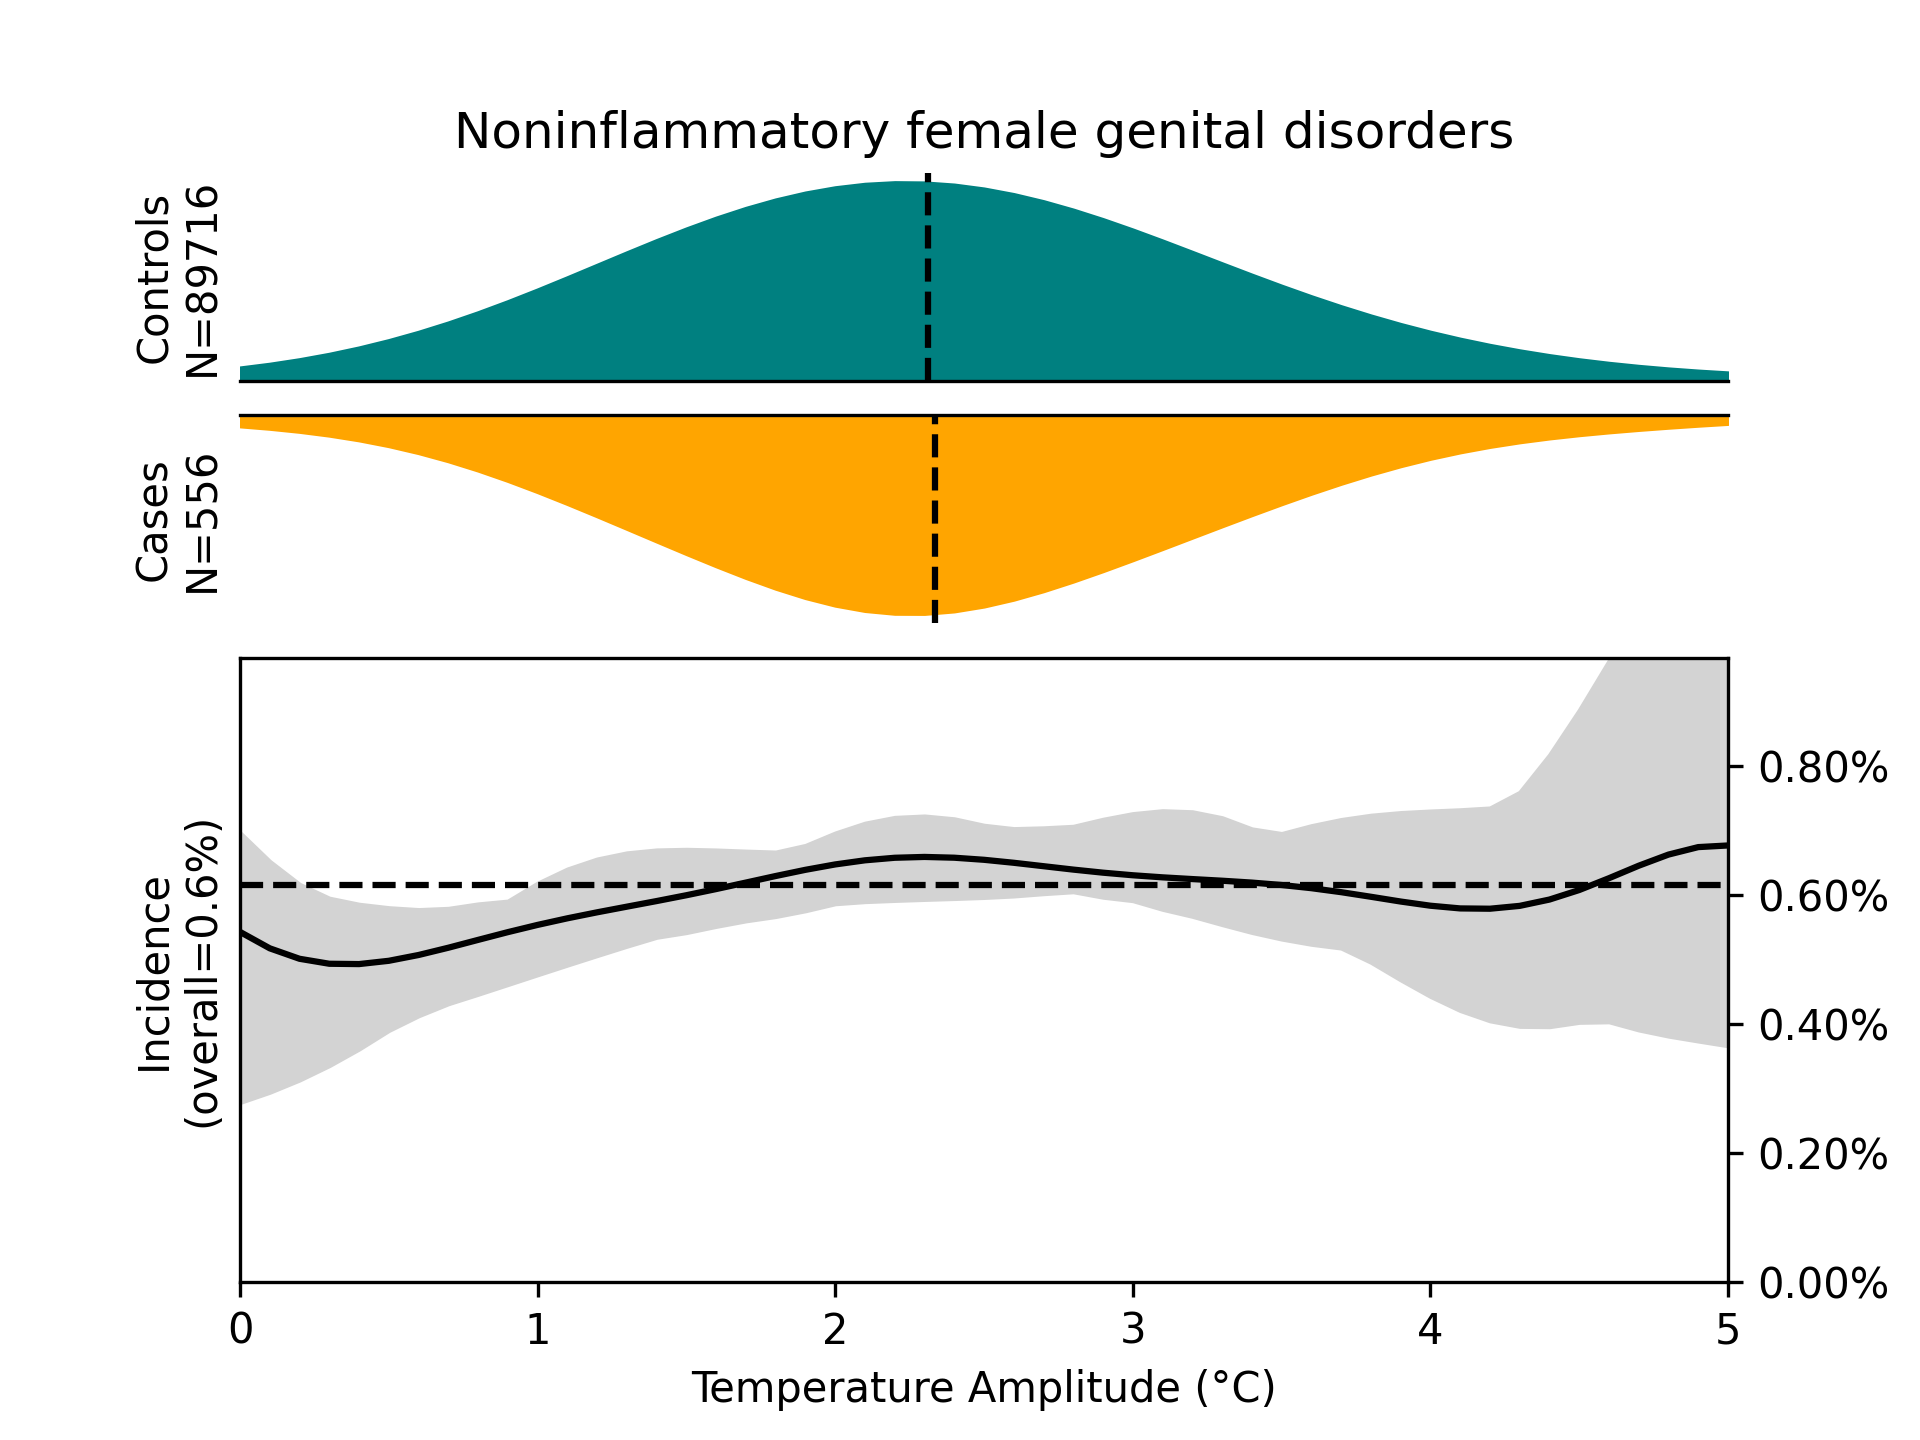 Noninflammatory female genital disorders
Controls
N=89716
Cases
N=556
Incidence
(overall=0.6%)
0.80%
0.60%
0.40%
0.20%
0.00%
0 1 2 3 4 5
Temperature Amplitude (°C)